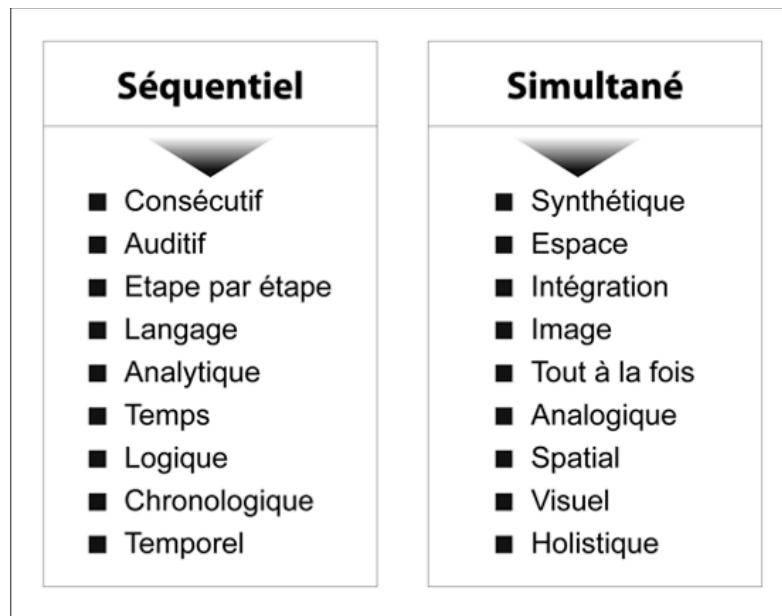 Séquentiel
Consécutif
Auditif
Etape par étape
Langage
Analytique
Temps
Logique
Chronologique
Temporel
Simultané
Synthétique
Espace
Intégration
Image
Tout à la fois
Analogique
Spatial
Visuel
Holistique